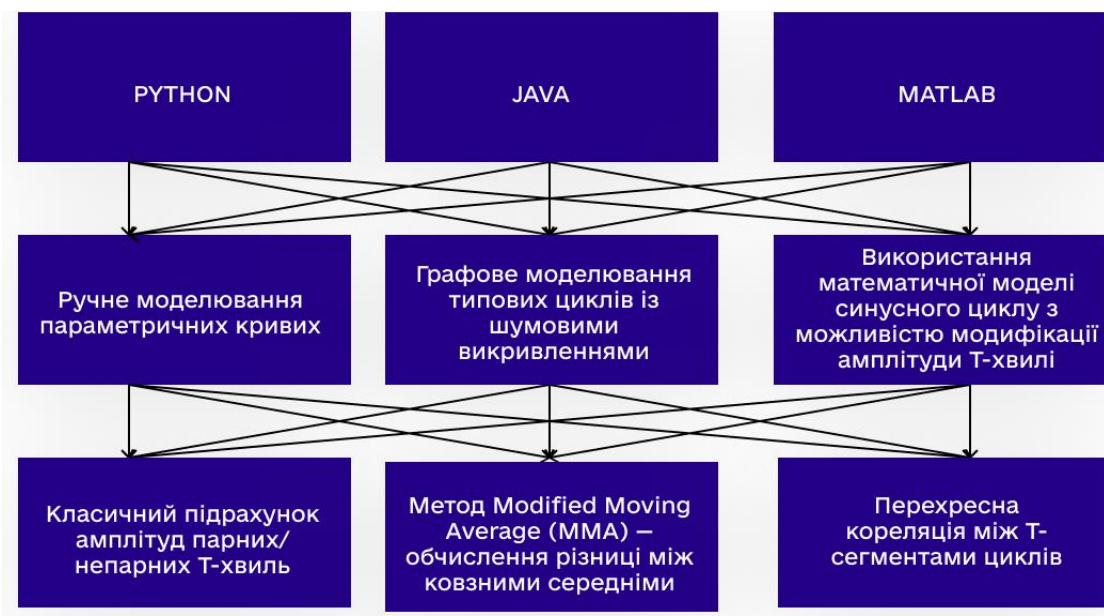 PYTHON
JAVA
MATLAB
Ручне моделювання
параметричних кривих
Графове моделювання
типових циклів із
шумовими
викривленнями
Використання
математичної моделі
синусного циклу з
можливістю модифікації
амплітуди Т-хвилі
Класичний підрахунок
амплітуд парних/
непарних Т-хвиль
Метод Modified Moving
Average (MMA) —
обчислення різниці між
ковзними середніми
Перехресна
кореляція між Т-
сегментами циклів